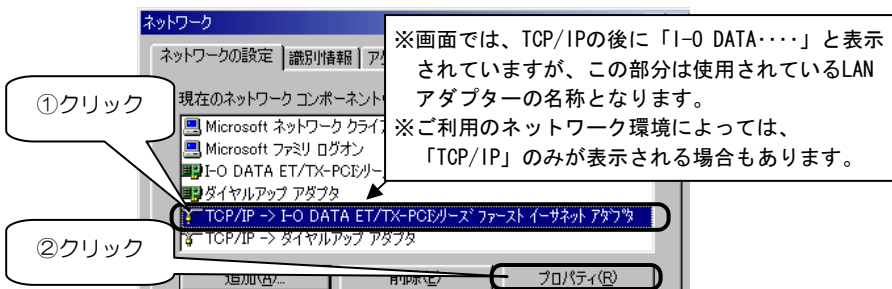 ネットワーク
ネットワークの設定 識別情報
現在のネットワーク コンポーネント
Microsoft ネットワーク クライ
Microsoft ファミリ ログオン
I-O DATA ET/TX-PCIシリー
ダイヤルアップ アダプタ
TCP/IP -> I-O DATA ET/TX-PCIシリーズ ファースト イーサネット アダプタ
TCP/IP -> ダイヤルアップ アダプタ
追加(A)...
削除(E)
プロパティ(R)
①クリック
②クリック
※画面では、TCP/IPの後に「I-O DATA････」と表示
されていますが、この部分は使用されているLAN
アダプターの名称となります。
※ご利用のネットワーク環境によっては、
「TCP/IP」のみが表示される場合もあります。